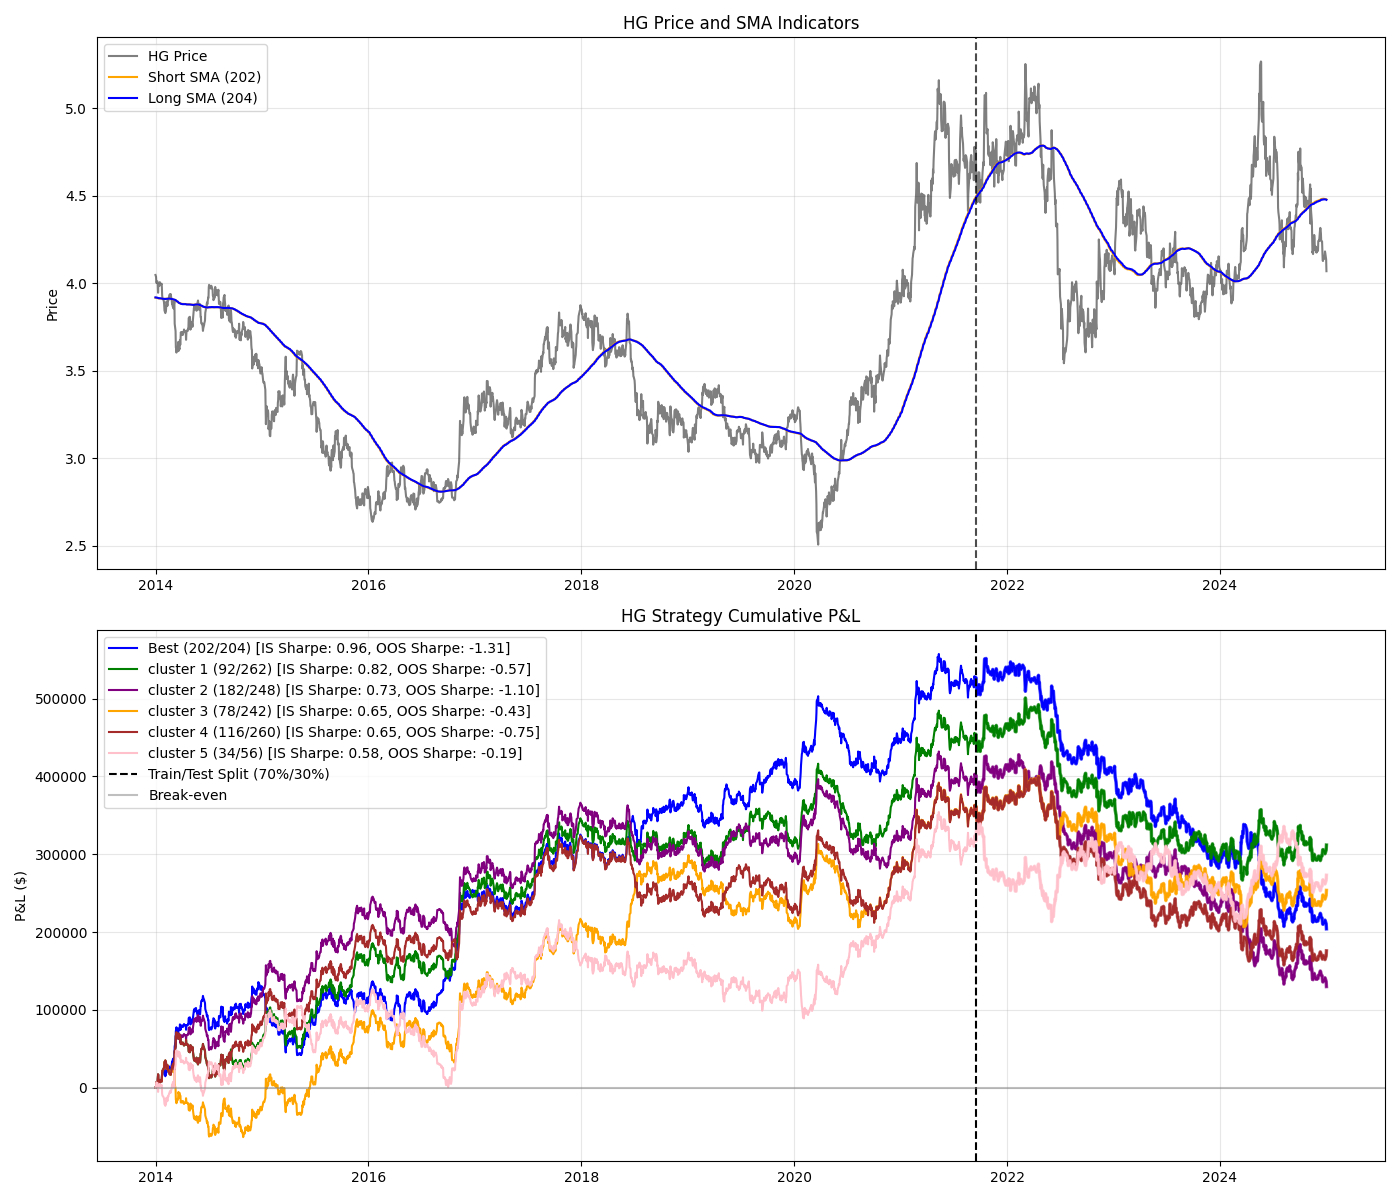 HG Price and SMA Indicators
HG Price
Short SMA (202)
Long SMA (204)
Price
5.0
4.5
4.0
3.5
3.0
2.5
2014
2016
2018
2020
2022
2024
HG Strategy Cumulative P&L
Best (202/204) [IS Sharpe: 0.96, OOS Sharpe: -1.31]
cluster 1 (92/262) [IS Sharpe: 0.82, OOS Sharpe: -0.57]
cluster 2 (182/248) [IS Sharpe: 0.73, OOS Sharpe: -1.10]
cluster 3 (78/242) [IS Sharpe: 0.65, OOS Sharpe: -0.43]
cluster 4 (116/260) [IS Sharpe: 0.65, OOS Sharpe: -0.75]
cluster 5 (34/56) [IS Sharpe: 0.58, OOS Sharpe: -0.19]
Train/Test Split (70%/30%)
Break-even
P&L ($)
500000
400000
300000
200000
100000
0
2014
2016
2018
2020
2022
2024